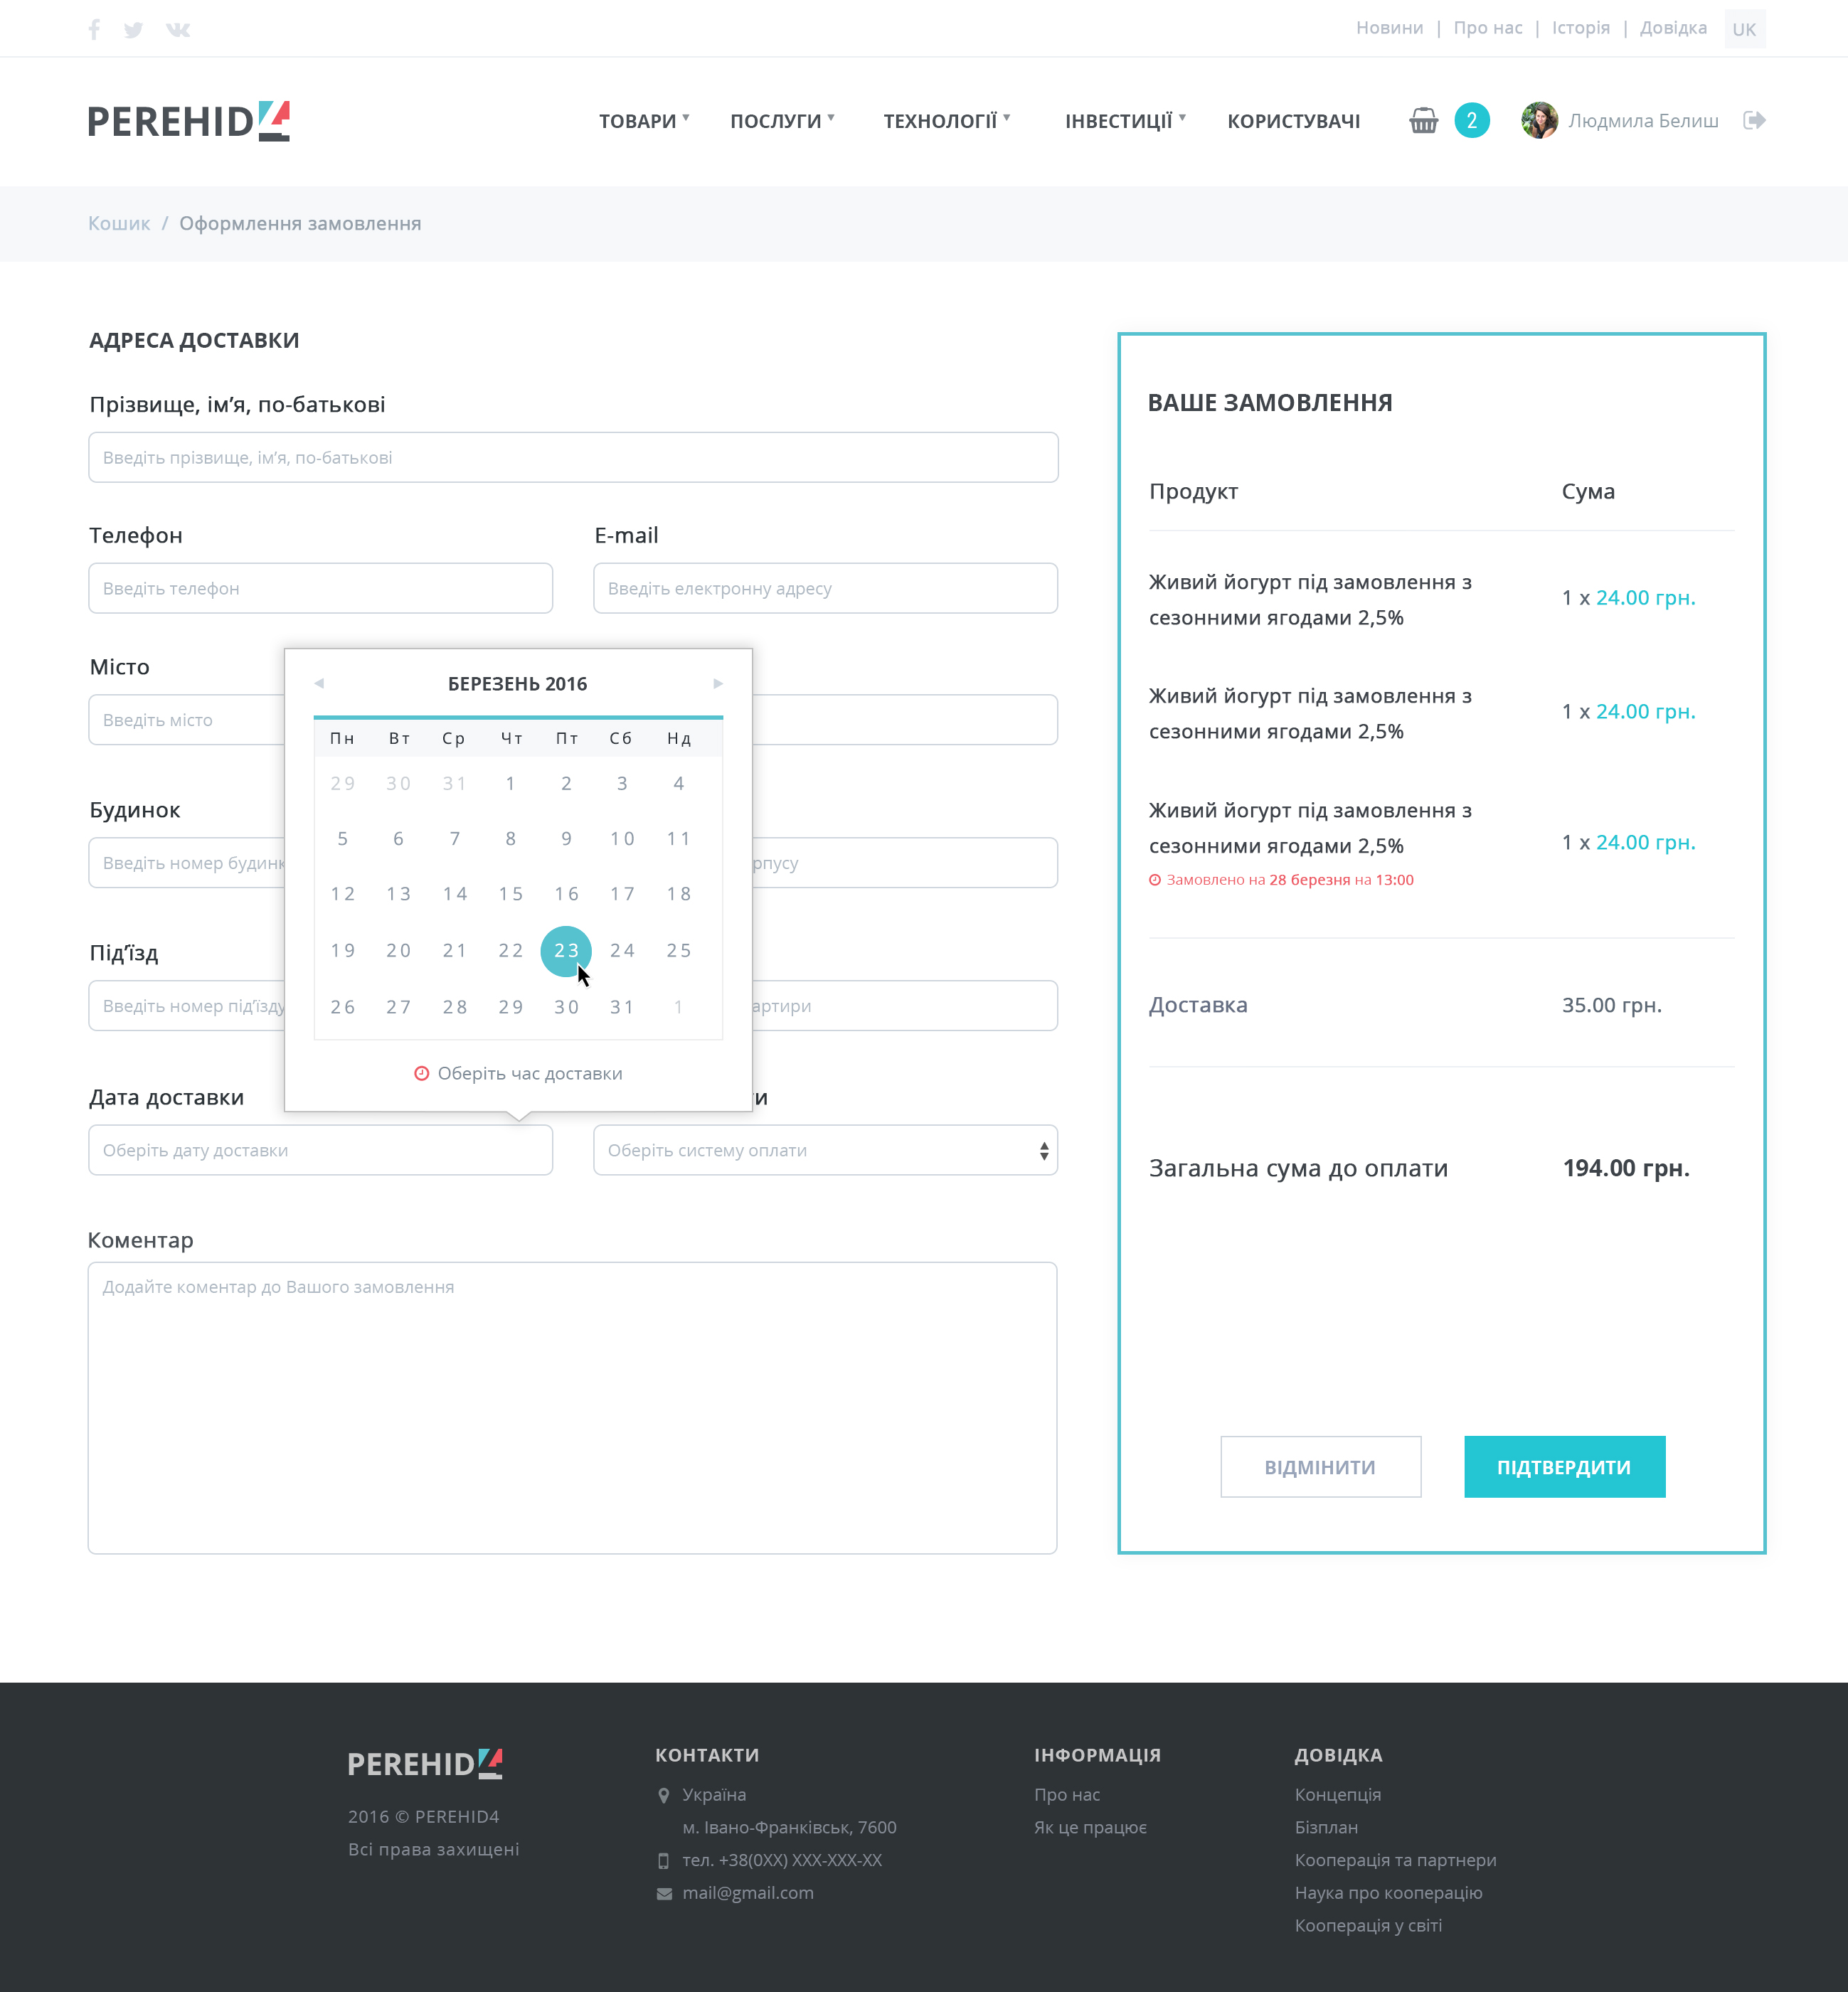 Новини | Про нас | Історія | Довідка UK
PEREHID4
ТОВАРИ ПОСЛУГИ ТЕХНОЛОГІЇ ІНВЕСТИЦІЇ КОРИСТУВАЧІ 2 Людмила Белиш
Кошик / Оформлення замовлення
АДРЕСА ДОСТАВКИ
Прізвище, ім’я, по-батькові
Введіть прізвище, ім’я, по-батькові
Телефон E-mail
Введіть телефон Введіть електронну адресу
Місто
Введіть місто
Будинок
Введіть номер будинк рпусу
Під’їзд
Введіть номер під’їзду артири
БЕРЕЗЕНЬ 2016
Пн Вт Ср Чт Пт Сб Нд
29 30 31 1 2 3 4
5 6 7 8 9 10 11
12 13 14 15 16 17 18
19 20 21 22 23 24 25
26 27 28 29 30 31 1
Оберіть час доставки
Дата доставки и
Оберіть дату доставки Оберіть систему оплати
Коментар
Додайте коментар до Вашого замовлення
ВАШЕ ЗАМОВЛЕННЯ
Продукт Сума
Живий йогурт під замовлення з
сезонними ягодами 2,5%
1 x 24.00 грн.
Живий йогурт під замовлення з
сезонними ягодами 2,5%
1 x 24.00 грн.
Живий йогурт під замовлення з
сезонними ягодами 2,5%
1 x 24.00 грн.
Замовлено на 28 березня на 13:00
Доставка 35.00 грн.
Загальна сума до оплати 194.00 грн.
ВІДМІНИТИ ПІДТВЕРДИТИ
PEREHID4
2016 © PEREHID4
Всі права захищені
КОНТАКТИ
Україна
м. Івано-Франківськ, 7600
тел. +38(0XX) XXX-XXX-XX
mail@gmail.com
ІНФОРМАЦІЯ
Про нас
Як це працює
ДОВІДКА
Концепція
Бізплан
Кооперація та партнери
Наука про кооперацію
Кооперація у світі